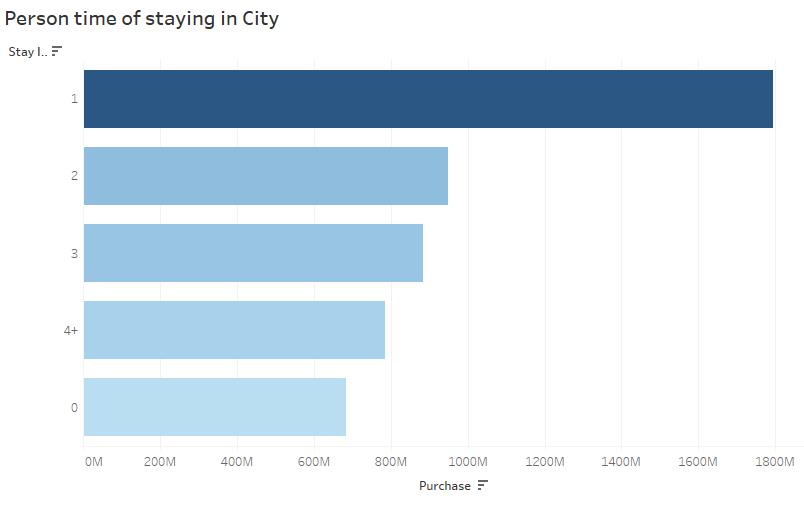 Person time of staying in City
Stay I..
1
2
3
4+
0
0M 200M 400M 600M 800M 1000M 1200M 1400M 1600M 1800M
Purchase